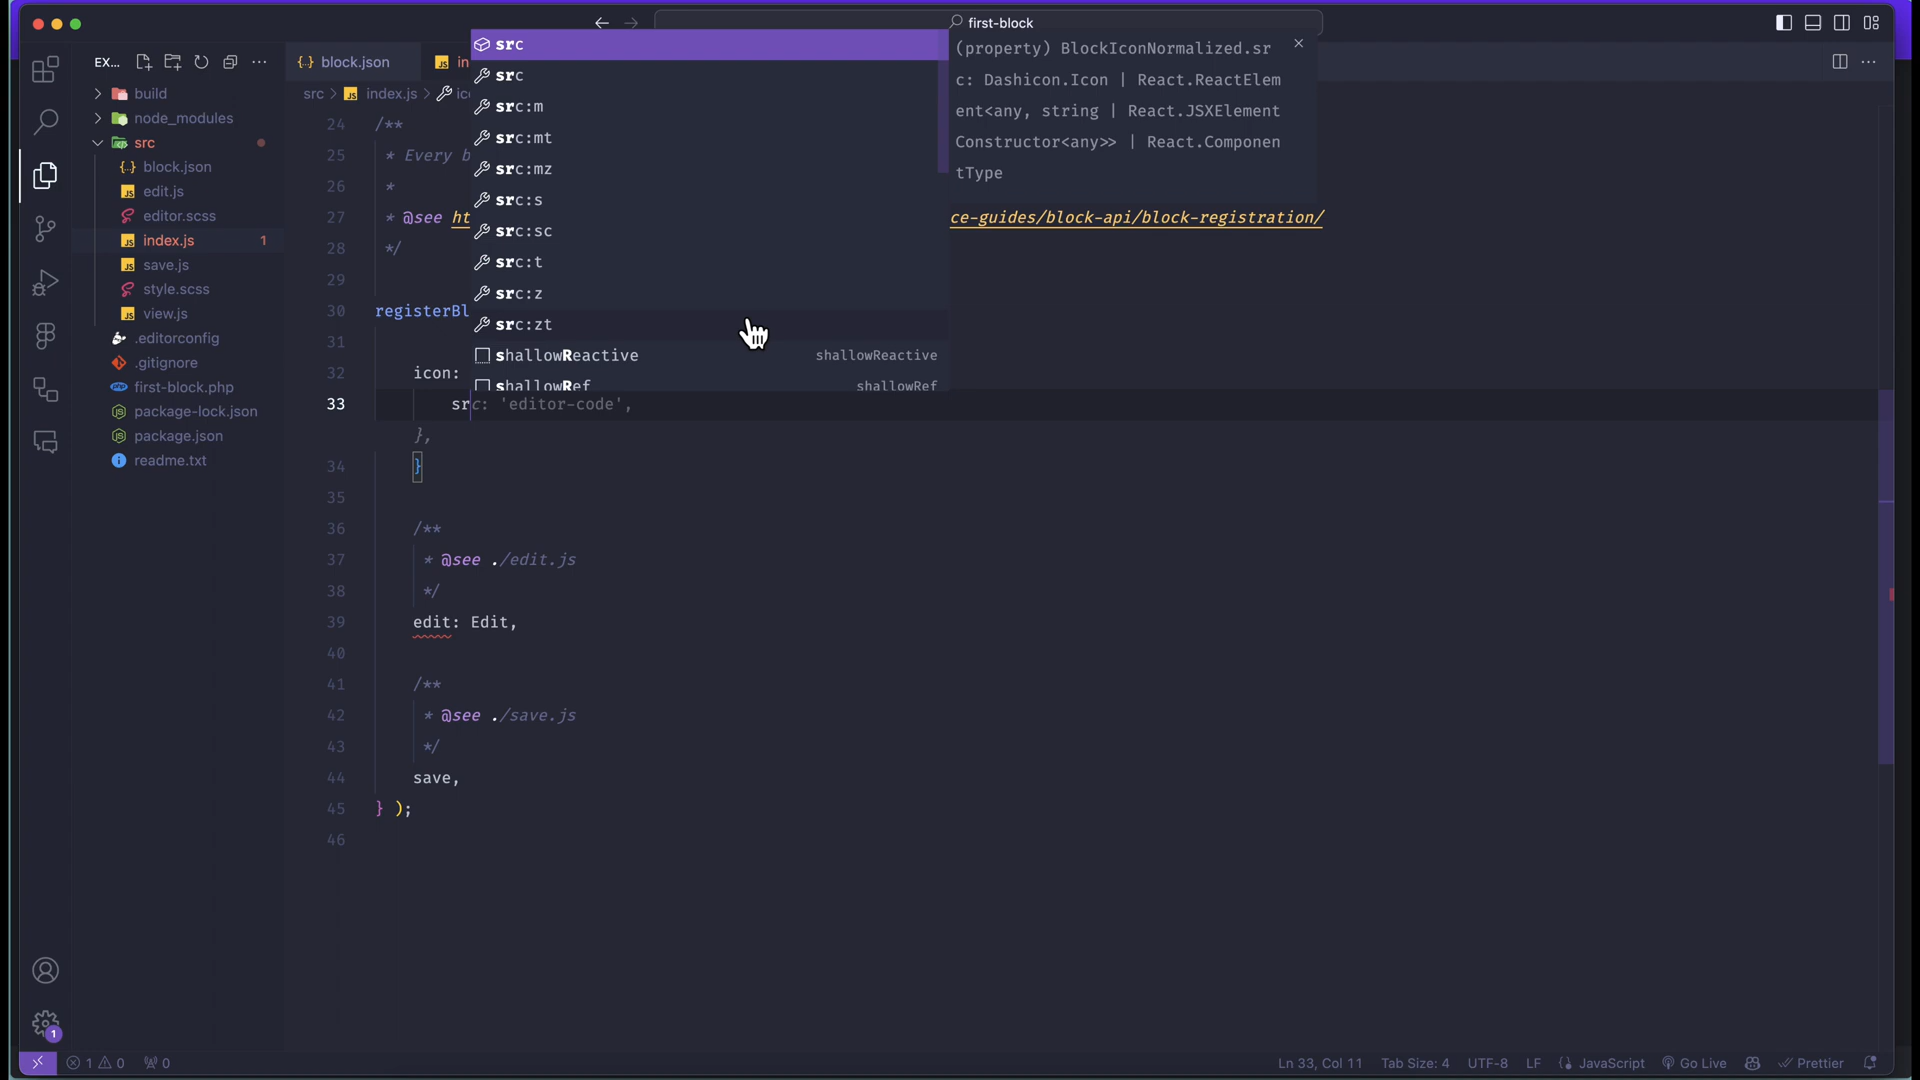 first-block
EX...
{} block.json
in
build
node_modules
src
block.json
edit.js
editor.scss
index.js 1
save.js
style.scss
view.js
.editorconfig
.gitignore
first-block.php
package-lock.json
package.json
readme.txt
src > index.js >
src
src
src:m
src:mt
src:mz
src:s
src:sc
src:t
src:z
src:zt
shallowReactive shallowReactive
shallowRef shallowRef
(property) BlockIconNormalized.sr
c: Dashicon.Icon | React.ReactElem
ent<any, string | React.JSXElement
Constructor<any>> | React.Componen
tType
24 /**
25 * Every b
26 *
27 * @see ht ce-guides/block-api/block-registration/
28 */
29
30 registerBl
31
32 icon:
33 src: 'editor-code',
},
34 }
35
36 /**
37 * @see ./edit.js
38 */
39 edit: Edit,
40
41 /**
42 * @see ./save.js
43 */
44 save,
45 } );
46
1
1 0 0
Ln 33, Col 11 Tab Size: 4 UTF-8 LF {} JavaScript Go Live Prettier